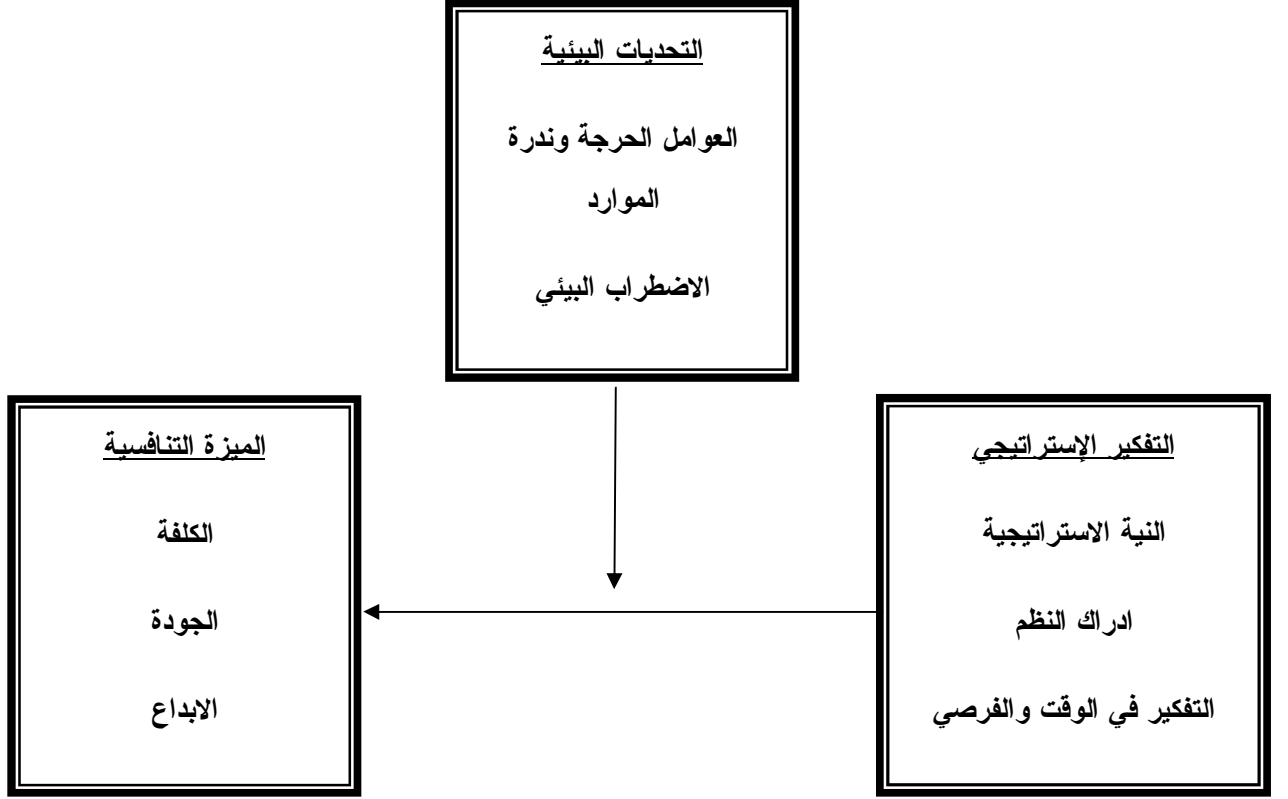 التحديات البيئية
العوامل الحرجة وندرة
الموارد
الاضطراب البيئي
التفكير الإستراتيجي
النية الاستراتيجية
ادراك النظم
التفكير في الوقت والفرصي
الميزة التنافسية
الكلفة
الجودة
الابداع